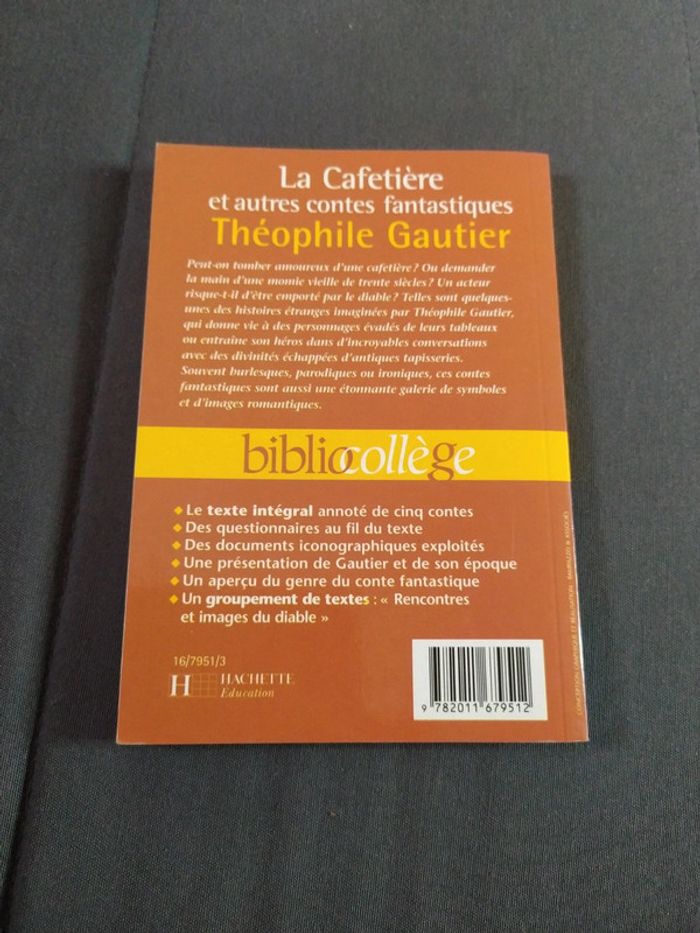 La Cafetière
et autres contes fantastiques
Théophile Gautier
Peut-on tomber amoureux d'une cafetière ? Ou demander
la main d'une momie vieille de trente siècles ? Un acteur
risque-t-il d'être emporté par le diable ? Telles sont quelques-
unes des histoires étranges imaginées par Théophile Gautier,
qui donne vie à des personnages évadés de leurs tableaux
ou entraîne son héros dans d'incroyables conversations
avec des divinités échappées d'antiques tapisseries.
Souvent burlesques, parodiques ou ironiques, ces contes
fantastiques sont aussi une étonnante galerie de symboles
et d'images romantiques.
bibliocollège
Le texte intégral annoté de cinq contes
Des questionnaires au fil du texte
Des documents iconographiques exploités
Une présentation de Gautier et de son époque
Un aperçu du genre du conte fantastique
Un groupement de textes : « Rencontres
et images du diable »
16/7951/3
H HACHETTE
Education
9 782011 679512
CONCEPTION GRAPHIQUE ET RÉALISATION : RAMPAZZO & ASSOCIÉS